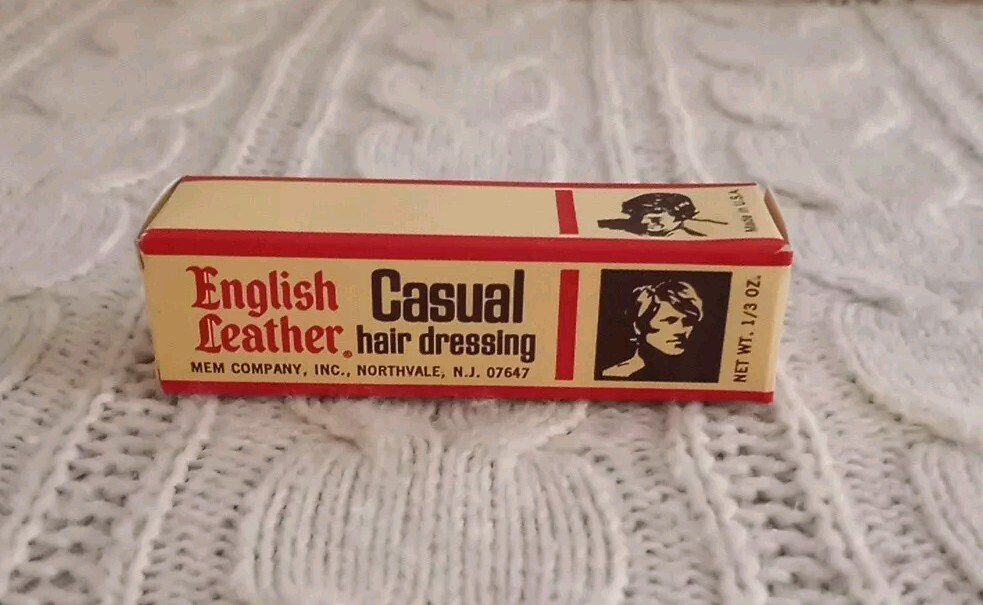 Made in U.S.A.
English
Leather®
Casual
hair dressing
MEM COMPANY, INC., NORTHVALE, N.J. 07647
NET WT. 1/3 OZ.